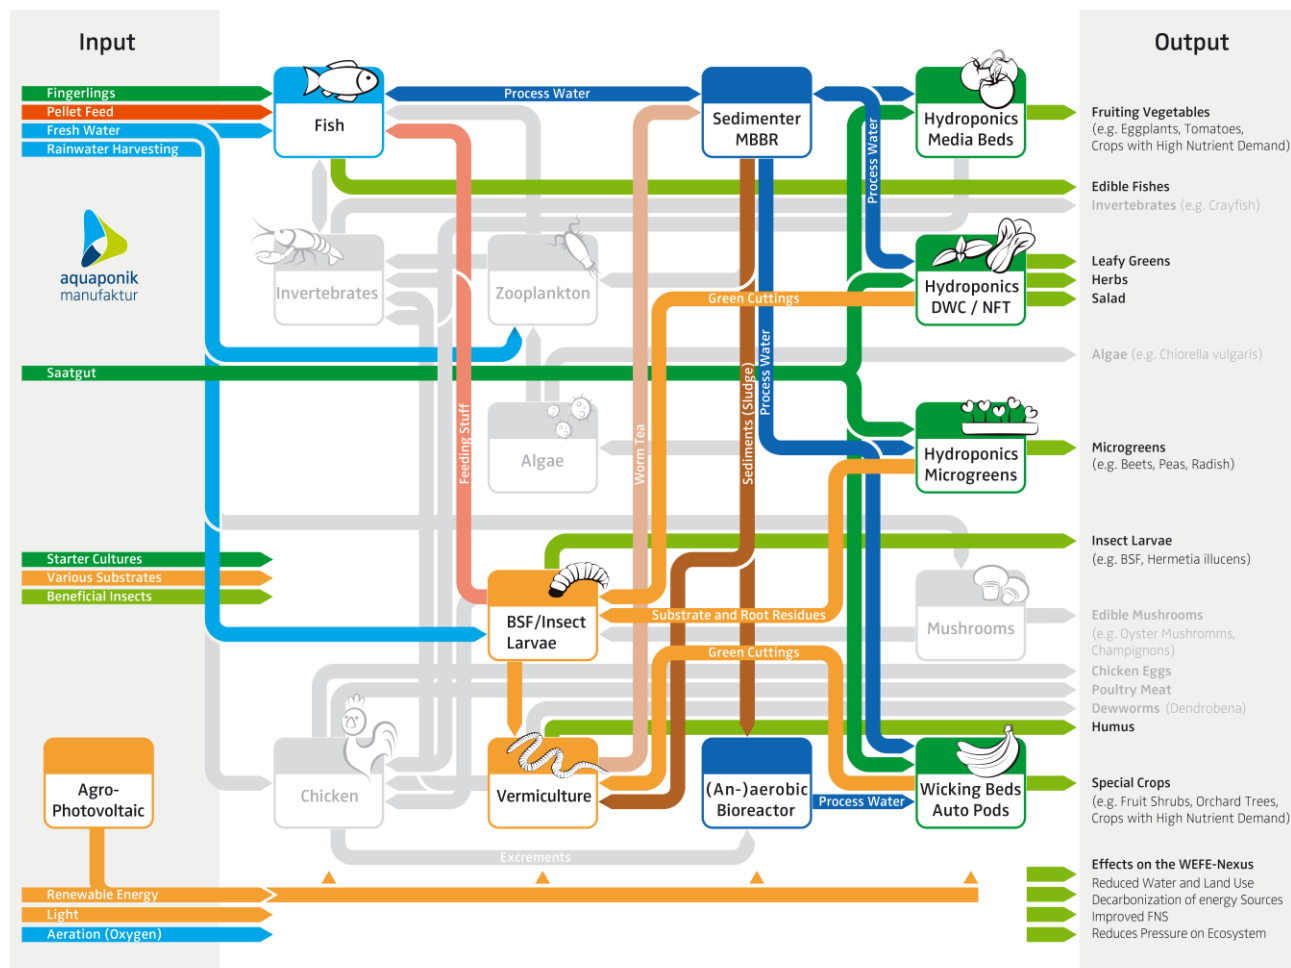 Input
Output
Fingerlings
Pellet Feed
Fresh Water
Rainwater Harvesting
Fish
Process Water
Sedimenter
MBBR
Process Water
Hydroponics
Media Beds
Fruiting Vegetables
(e.g. Eggplants, Tomatoes,
Crops with High Nutrient Demand)
Edible Fishes
Invertebrates (e.g. Crayfish)
aquaponik
manufaktur
Invertebrates
Zooplankton
Green Cuttings
Hydroponics
DWC / NFT
Leafy Greens
Herbs
Salad
Process Water
Algae (e.g. Chiorella vulgaris)
Saatgut
Feeding Stuff
Algae
Worm Tea
Sediments (Sludge)
Hydroponics
Microgreens
Microgreens
(e.g. Beets, Peas, Radish)
Starter Cultures
Various Substrates
Beneficial Insects
Insect Larvae
(e.g. BSF, Hermetia illucens)
BSF/Insect
Larvae
Substrate and Root Residues
Mushrooms
Edible Mushrooms
(e.g. Oyster Mushromms,
Champignons)
Green Cuttings
Chicken Eggs
Poultry Meat
Dewworms (Dendrobena)
Humus
Agro-
Photovoltaic
Chicken
Vermiculture
(An-)aerobic
Bioreactor
Process Water
Wicking Beds
Auto Pods
Special Crops
(e.g. Fruit Shrubs, Orchard Trees,
Crops with High Nutrient Demand)
Excrements
Renewable Energy
Light
Aeration (Oxygen)
Effects on the WEFE-Nexus
Reduced Water and Land Use
Decarbonization of energy Sources
Improved FNS
Reduces Pressure on Ecosystem